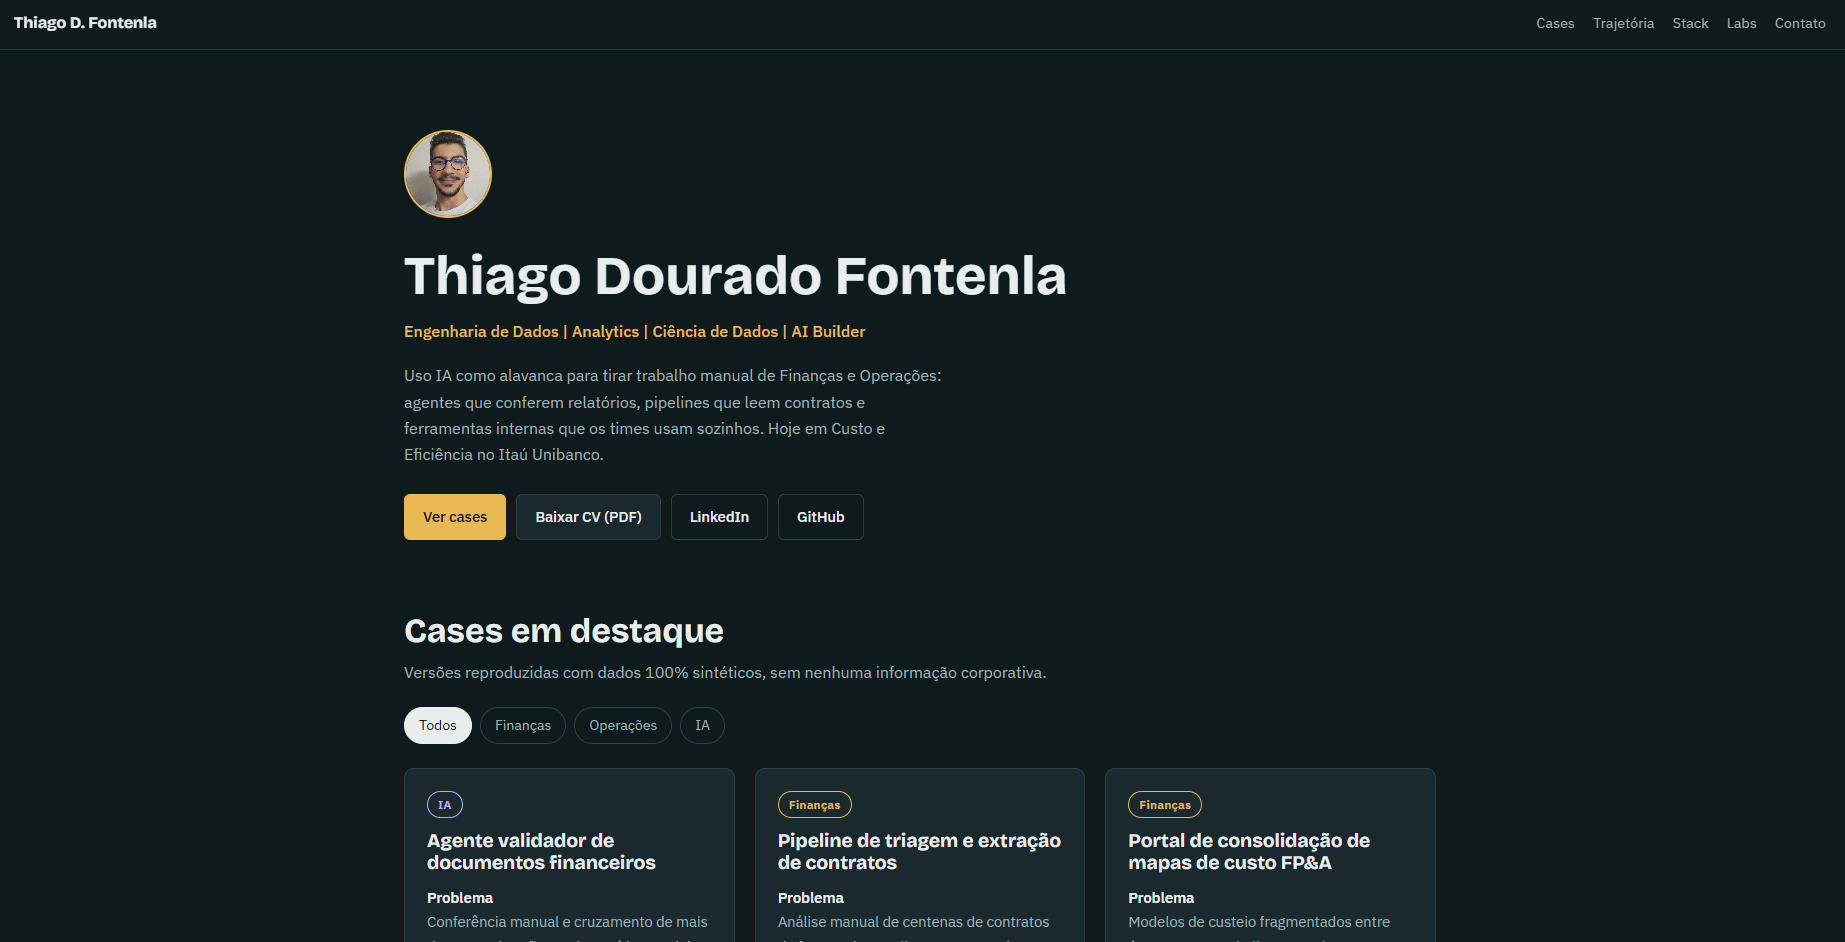 Thiago D. Fontenla
Cases Trajetória Stack Labs Contato
Thiago Dourado Fontenla
Engenharia de Dados | Analytics | Ciência de Dados | AI Builder
Uso IA como alavanca para tirar trabalho manual de Finanças e Operações:
agentes que conferem relatórios, pipelines que leem contratos e
ferramentas internas que os times usam sozinhos. Hoje em Custo e
Eficiência no Itaú Unibanco.
Ver cases
Baixar CV (PDF)
LinkedIn
GitHub
Cases em destaque
Versões reproduzidas com dados 100% sintéticos, sem nenhuma informação corporativa.
Todos
Finanças
Operações
IA
IA
Agente validador de
documentos financeiros
Problema
Conferência manual e cruzamento de mais
Finanças
Pipeline de triagem e extração
de contratos
Problema
Análise manual de centenas de contratos
Finanças
Portal de consolidação de
mapas de custo FP&A
Problema
Modelos de custeio fragmentados entre